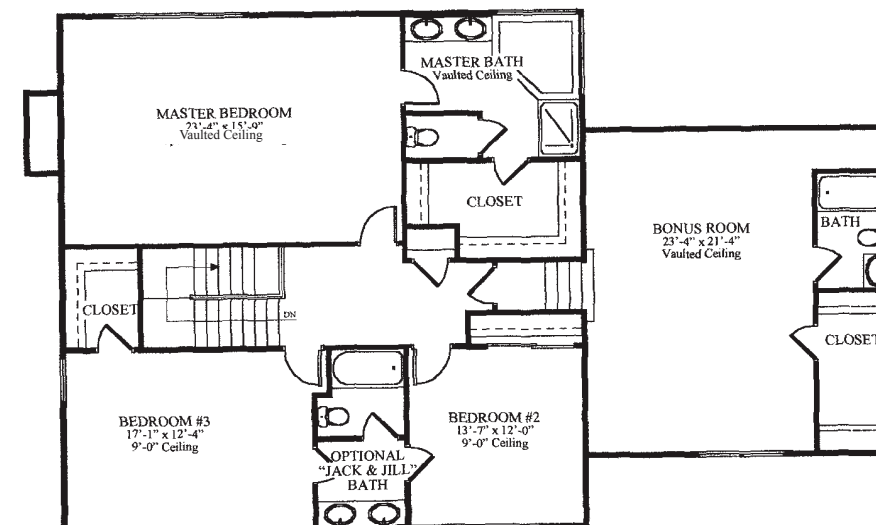 MASTER BATH
Vaulted Ceiling
MASTER BEDROOM
23'-4" x 15'-9"
Vaulted Ceiling
CLOSET
BONUS ROOM
23'-4" x 21'-4"
Vaulted Ceiling
BATH
CLOSET
DN
CLOSET
BEDROOM #3
17'-1" x 12'-4"
9'-0" Ceiling
BEDROOM #2
13'-7" x 12'-0"
9'-0" Ceiling
OPTIONAL
"JACK & JILL"
BATH